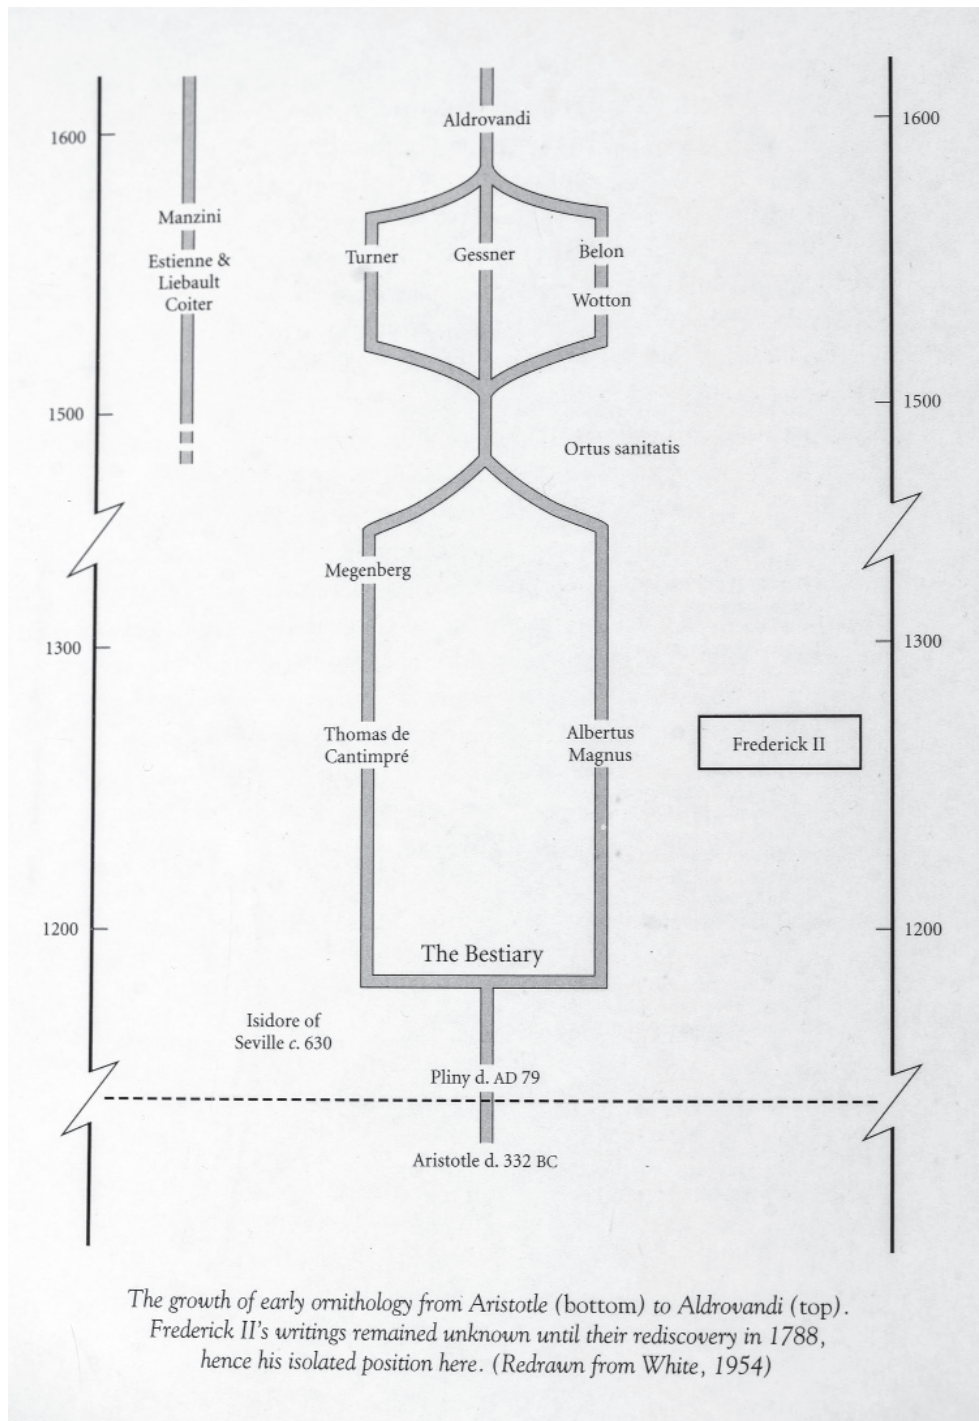 Aldrovandi
1600
1600
Manzini
Estienne &
Liebault
Coiter
Turner
Gessner
Belon
Wotton
1500
1500
Ortus sanitatis
Megenberg
1300
1300
Thomas de
Cantimpré
Albertus
Magnus
Frederick II
1200
1200
The Bestiary
Isidore of
Seville c. 630
Pliny d. AD 79
Aristotle d. 332 BC
The growth of early ornithology from Aristotle (bottom) to Aldrovandi (top).
Frederick II's writings remained unknown until their rediscovery in 1788,
hence his isolated position here. (Redrawn from White, 1954)